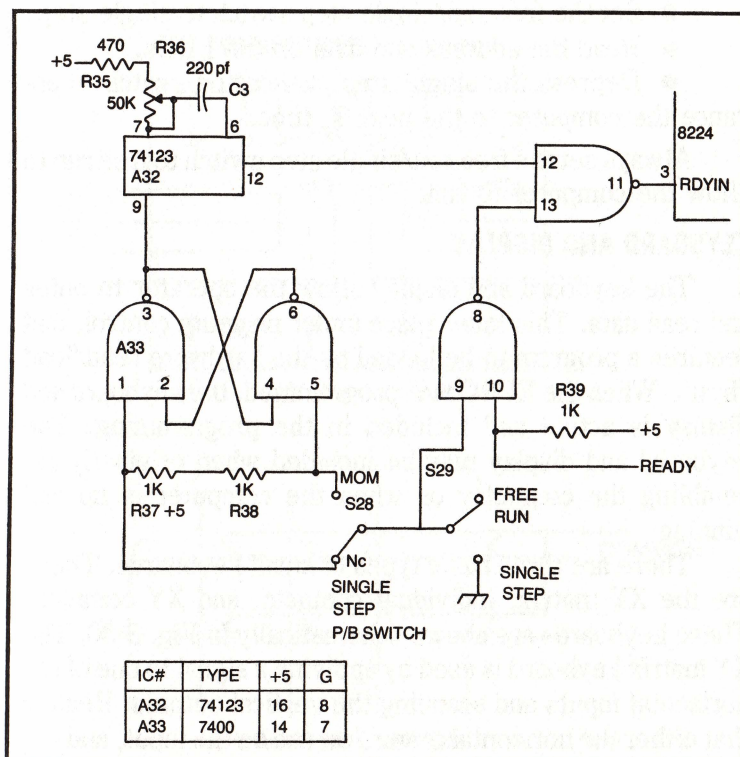 470
R36
+5
220 pf
R35
C3
50K
7
6
74123
A32
12
9
12
13
11
8224
3
RDYIN
3
6
8
A33
1
2
4
5
9
10
R39
1K
+5
READY
1K
1K
R37 +5
R38
MOM
S28
S29
FREE
RUN
Nc
SINGLE
STEP
P/B SWITCH
SINGLE
STEP
IC# TYPE +5 G
A32 74123 16 8
A33 7400 14 7